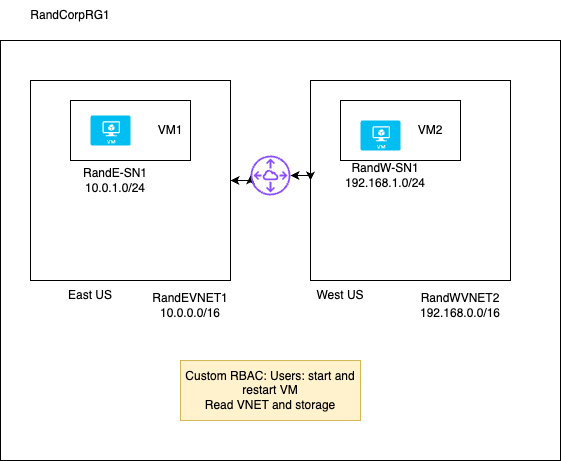 RandCorpRG1
VM
VM1
VM
VM2
RandE-SN1
10.0.1.0/24
RandW-SN1
192.168.1.0/24
East US
RandEVNET1
10.0.0.0/16
West US
RandWVNET2
192.168.0.0/16
Custom RBAC: Users: start and
restart VM
Read VNET and storage